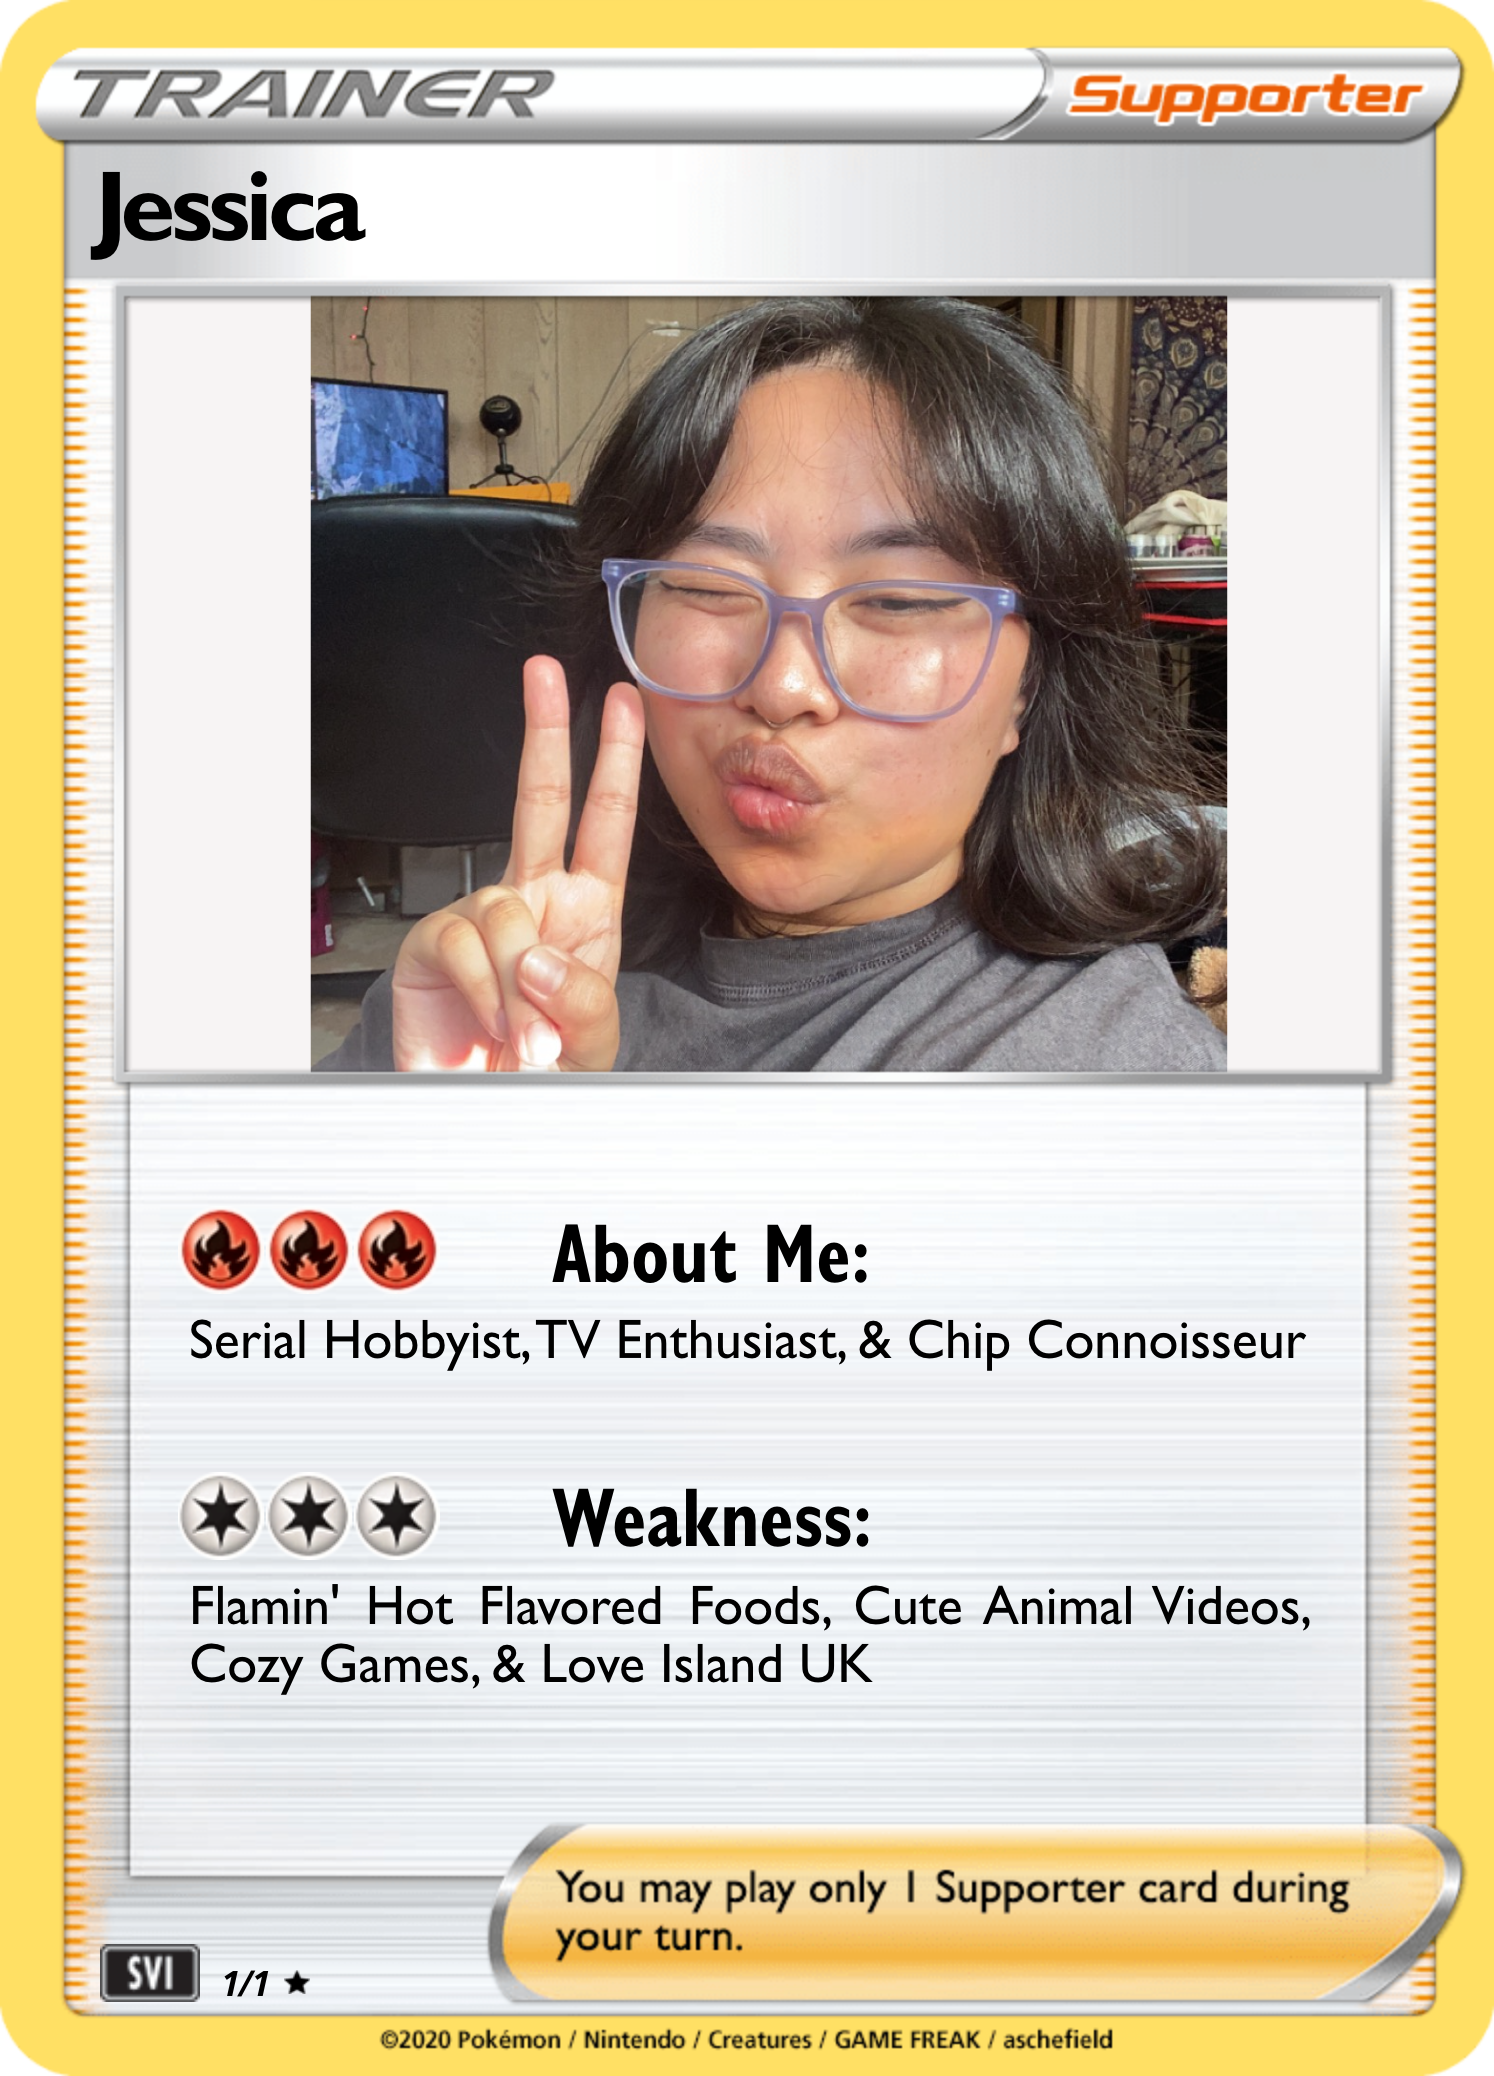 TRAINER
Supporter
Jessica
About Me:
Serial Hobbyist, TV Enthusiast, & Chip Connoisseur
Weakness:
Flamin' Hot Flavored Foods, Cute Animal Videos,
Cozy Games, & Love Island UK
You may play only 1 Supporter card during
your turn.
SVI
1/1 ★
©2020 Pokémon / Nintendo / Creatures / GAME FREAK / aschefield